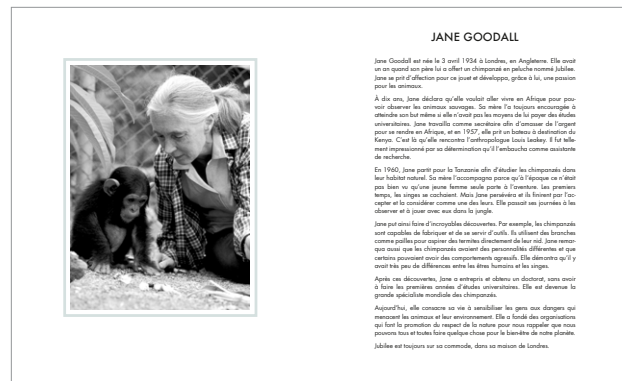 JANE GOODALL
Jane Goodall est née le 3 avril 1934 à Londres, en Angleterre. Elle avait
un an quand son père lui a offert un chimpanzé en peluche nommé Jubilee.
Jane se prit d'affection pour ce jouet et développa, grâce à lui, une passion
pour les animaux.
À dix ans, Jane déclara qu'elle voulait aller vivre en Afrique pour pou-
voir observer les animaux sauvages. Sa mère l'a toujours encouragée à
atteindre son but même si elle n'avait pas les moyens de lui payer des études
universitaires. Jane travailla comme secrétaire afin d'amasser de l'argent
pour se rendre en Afrique, et en 1957, elle prit un bateau à destination du
Kenya. C'est là qu'elle rencontra l'anthropologue Louis Leakey. Il fut telle-
ment impressionné par sa détermination qu'il l'embaucha comme assistante
de recherche.
En 1960, Jane partit pour la Tanzanie afin d'étudier les chimpanzés dans
leur habitat naturel. Sa mère l'accompagna parce qu'à l'époque ce n'était
pas bien vu qu'une jeune femme seule parte à l'aventure. Les premiers
temps, les singes se cachaient. Mais Jane persévéra et ils finirent par l'ac-
cepter et la considérer comme une des leurs. Elle passait ses journées à les
observer et à jouer avec eux dans la jungle.
Jane put ainsi faire d'incroyables découvertes. Par exemple, les chimpanzés
sont capables de fabriquer et de se servir d'outils. Ils utilisent des branches
comme pailles pour aspirer des termites directement de leur nid. Jane remar-
qua aussi que les chimpanzés avaient des personnalités différentes et que
certains pouvaient avoir des comportements agressifs. Elle démontra qu'il y
avait très peu de différences entre les êtres humains et les singes.
Après ces découvertes, Jane a entrepris et obtenu un doctorat, sans avoir
à faire les premières années d'études universitaires. Elle est devenue la
grande spécialiste mondiale des chimpanzés.
Aujourd'hui, elle consacre sa vie à sensibiliser les gens aux dangers qui
menacent les animaux et leur environnement. Elle a fondé des organisations
qui font la promotion du respect de la nature pour nous rappeler que nous
pouvons tous et toutes faire quelque chose pour le bien-être de notre planète.
Jubilee est toujours sur sa commode, dans sa maison de Londres.